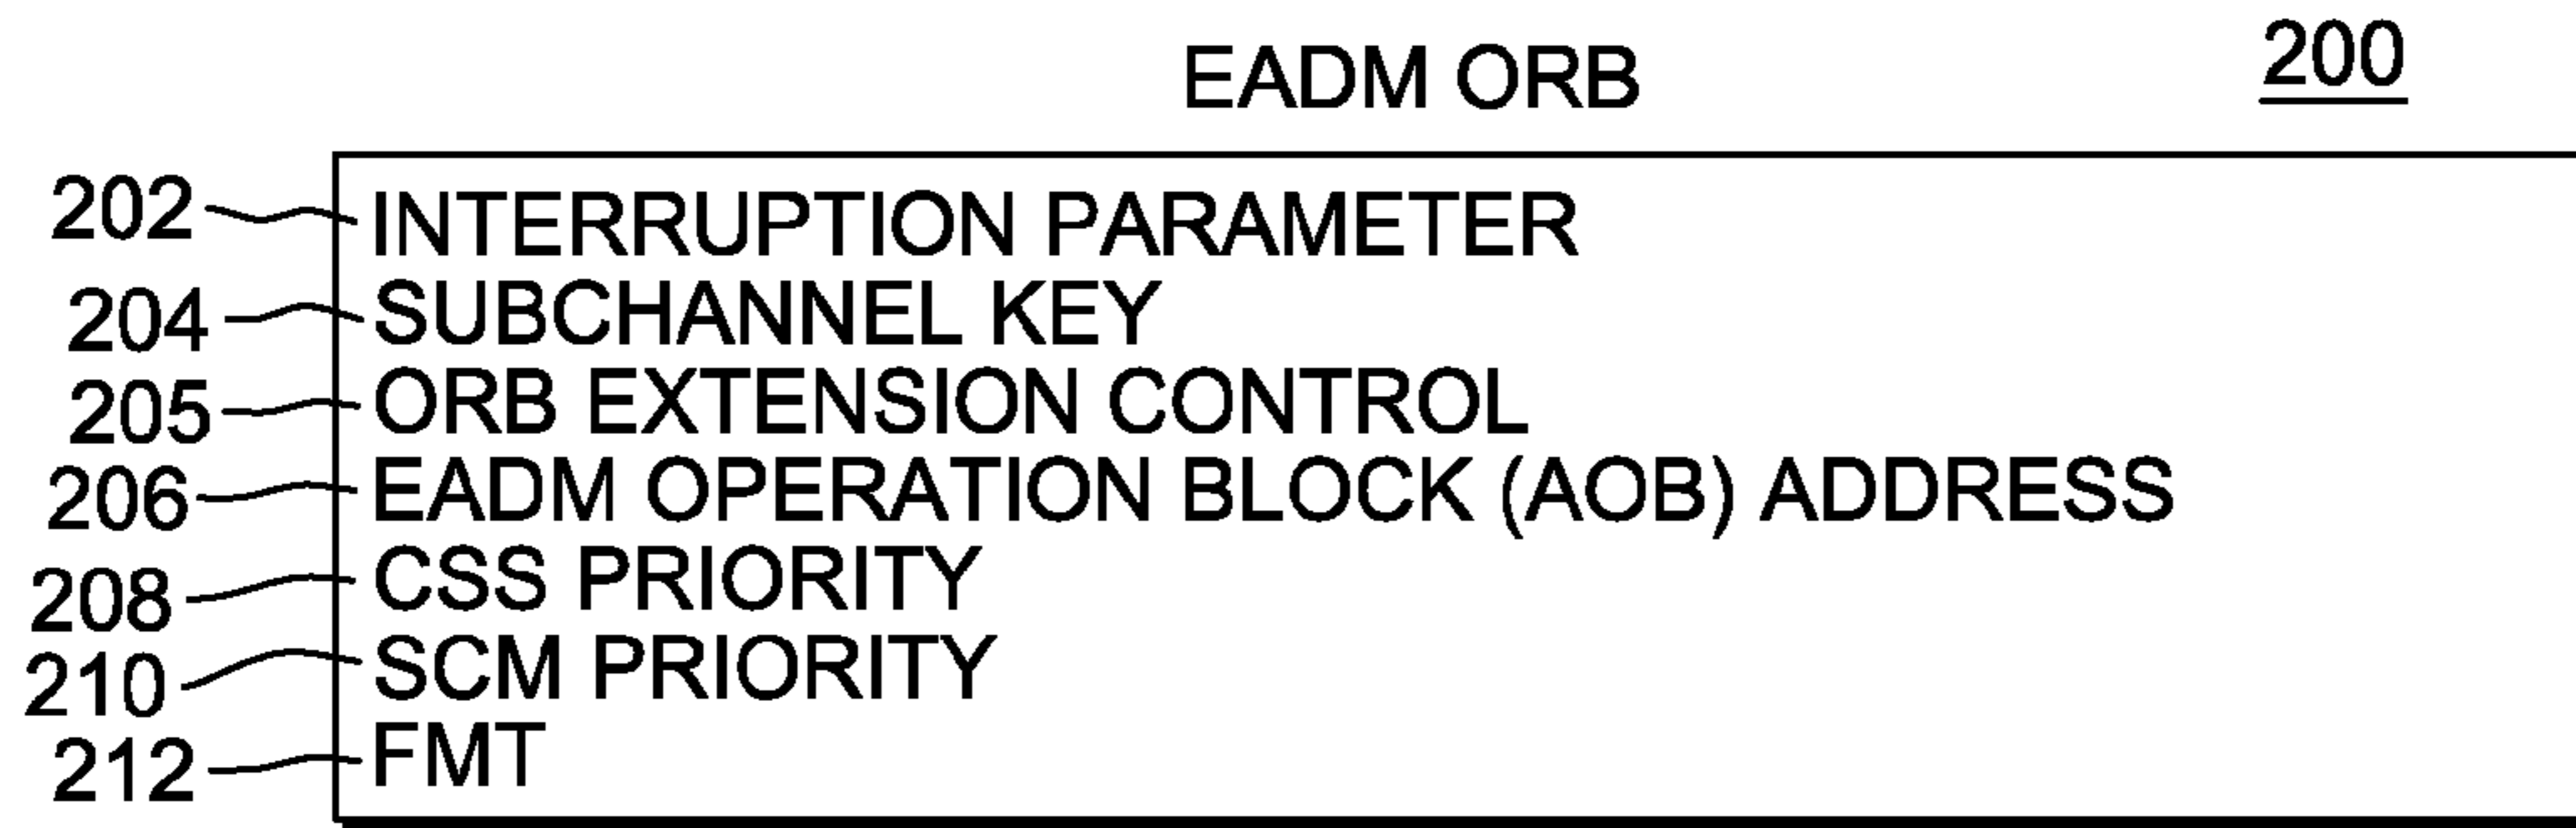 EADM ORB 200
202 INTERRUPTION PARAMETER
204 SUBCHANNEL KEY
205 ORB EXTENSION CONTROL
206 EADM OPERATION BLOCK (AOB) ADDRESS
208 CSS PRIORITY
210 SCM PRIORITY
212 FMT